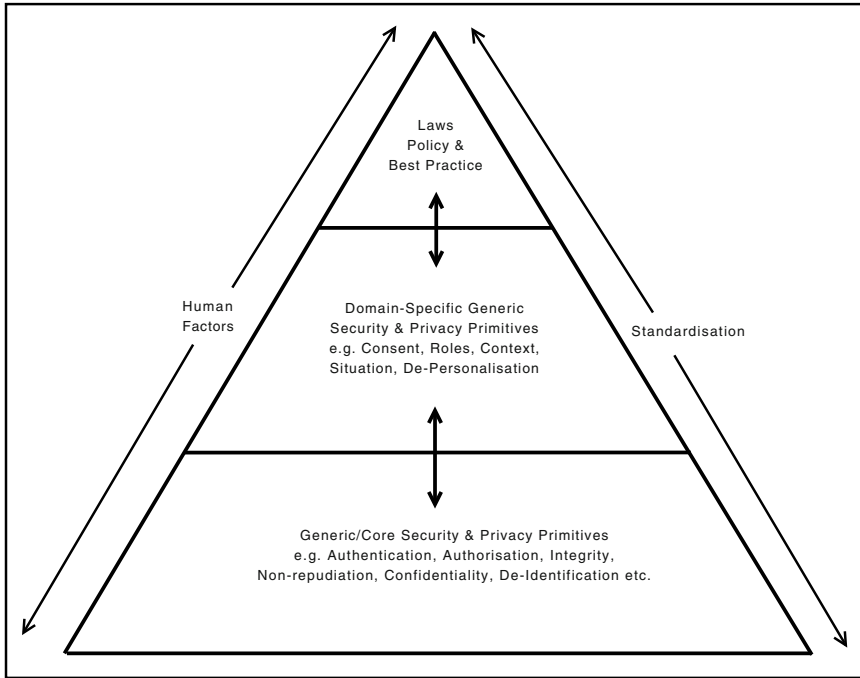 Laws
Policy &
Best Practice
Human
Factors
Domain-Specific Generic
Security & Privacy Primitives
e.g. Consent, Roles, Context,
Situation, De-Personalisation
Standardisation
Generic/Core Security & Privacy Primitives
e.g. Authentication, Authorisation, Integrity,
Non-repudiation, Confidentiality, De-Identification etc.